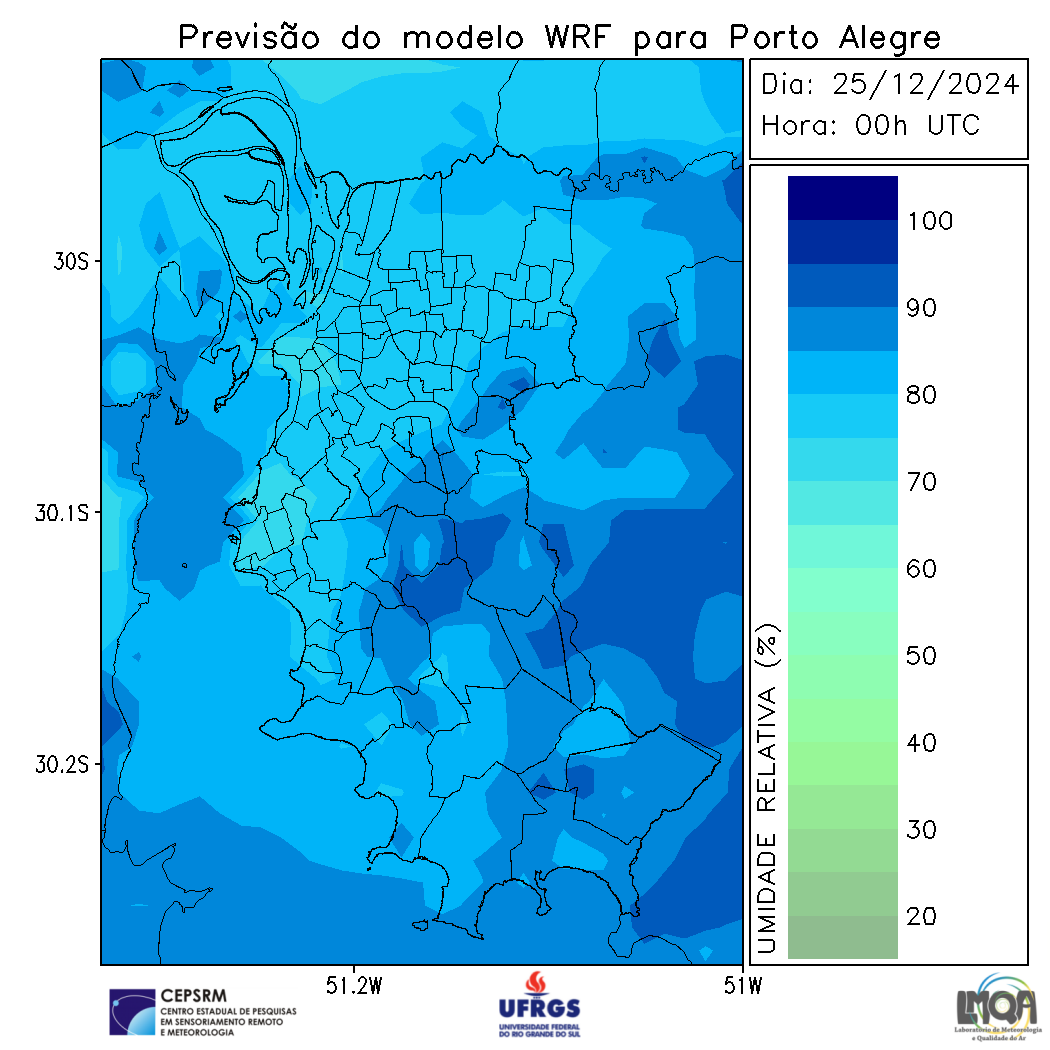 Previsão do modelo WRF para Porto Alegre
Dia: 25/12/2024
Hora: 00h UTC
100
90
80
70
60
50
40
30
20
UMIDADE RELATIVA (%)
30S
30.1S
30.2S
51.2W
51W
CEPSRM
CENTRO ESTADUAL DE PESQUISAS
EM SENSORIAMENTO REMOTO
E METEOROLOGIA
UFRGS
UNIVERSIDADE FEDERAL
DO RIO GRANDE DO SUL
LMQA
Laboratório de Meteorologia
e Qualidade do Ar